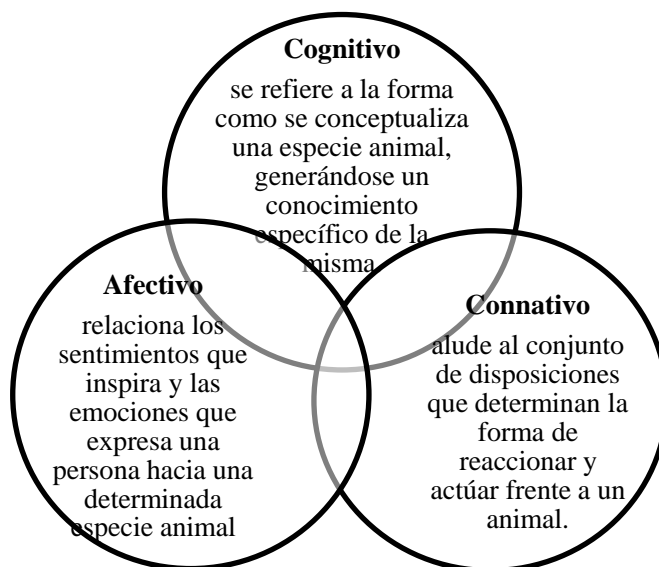 Cognitivo
se refiere a la forma
como se conceptualiza
una especie animal,
generándose un
conocimiento
específico de la
misma
Afectivo
relaciona los
sentimientos que
inspira y las
emociones que
expresa una
persona hacia una
determinada
especie animal
Connativo
alude al conjunto
de disposiciones
que determinan la
forma de
reaccionar y
actúar frente a un
animal.